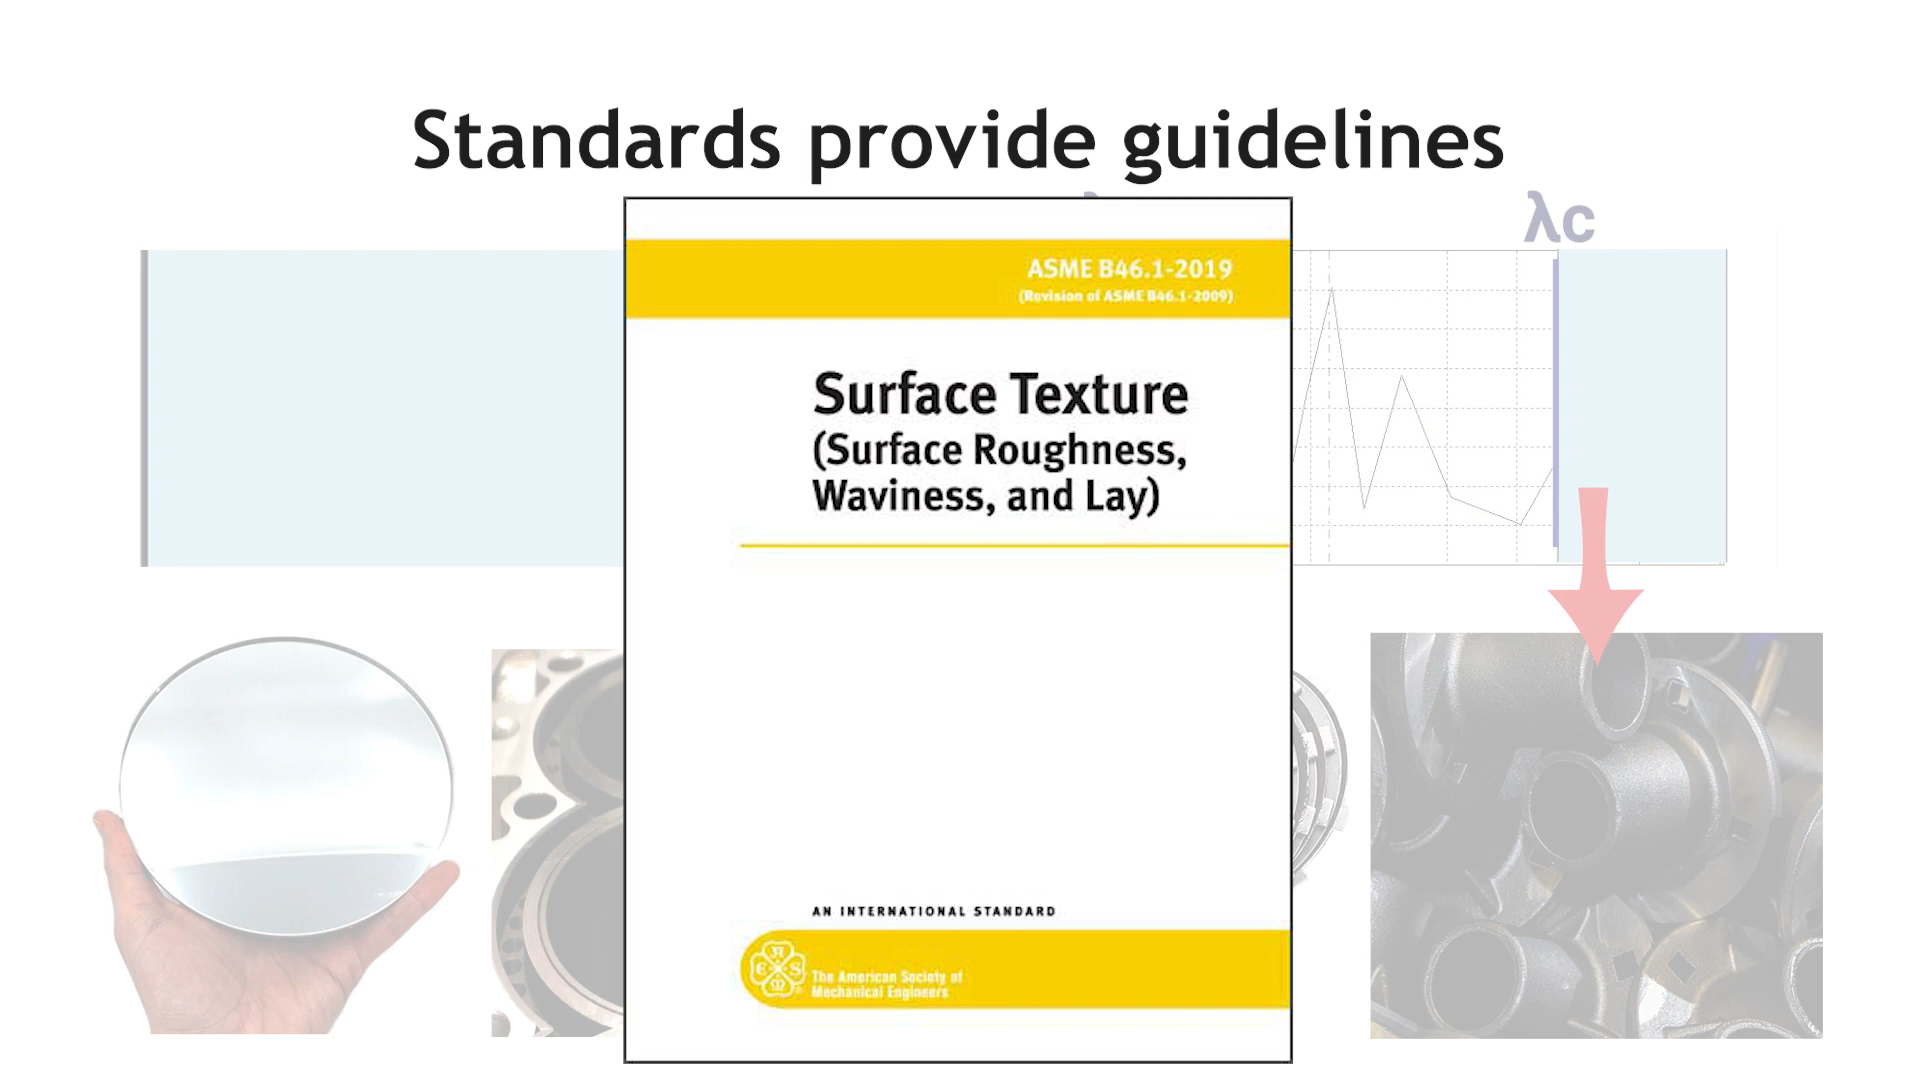 Standards provide guidelines
λc
ASME B46.1-2019
(Revision of ASME B46.1-2009)
Surface Texture
(Surface Roughness,
Waviness, and Lay)
AN INTERNATIONAL STANDARD
The American Society of
Mechanical Engineers